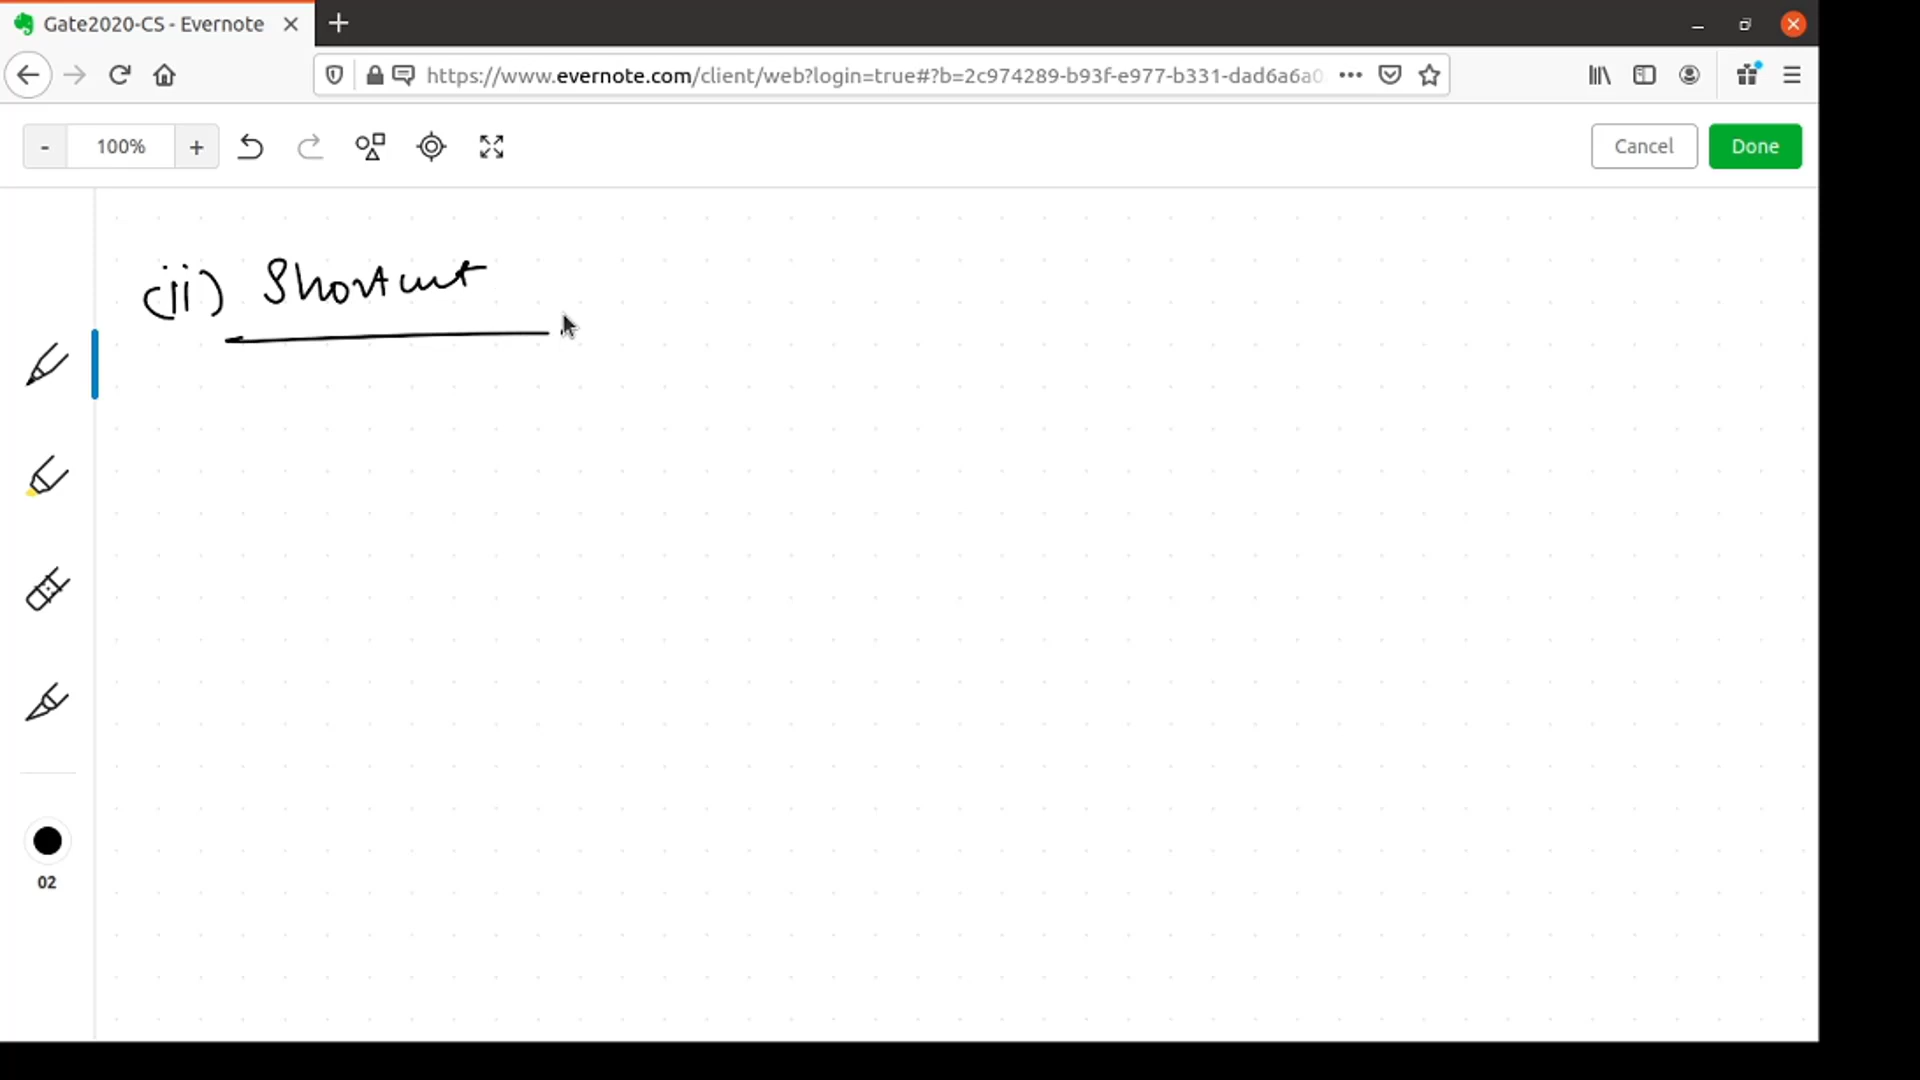 Gate2020-CS - Evernote
https://www.evernote.com/client/web?login=true#?b=2c974289-b93f-e977-b331-dad6a6a0
- 100% +
Cancel Done
(ii) Shortcut
02